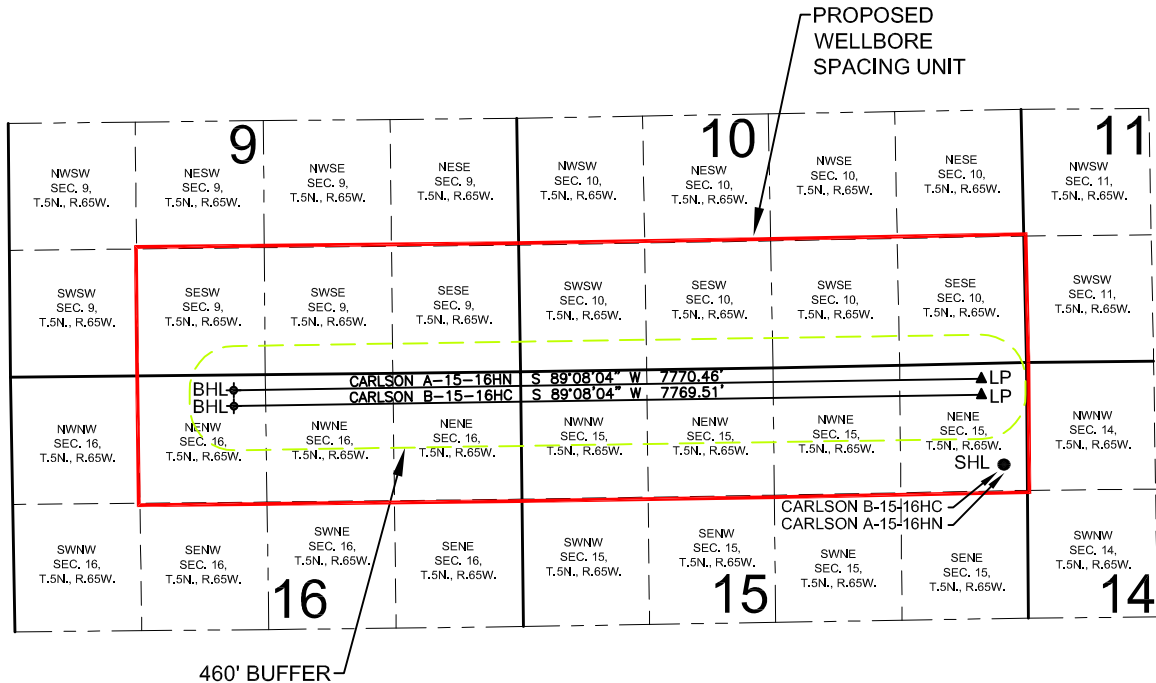 PROPOSED
WELLBORE
SPACING UNIT
9
10
11
NWSW
SEC. 9,
T.5N., R.65W.
NESW
SEC. 9,
T.5N., R.65W.
NWSE
SEC. 9,
T.5N., R.65W.
NESE
SEC. 9,
T.5N., R.65W.
NWSW
SEC. 10,
T.5N., R.65W.
NESW
SEC. 10,
T.5N., R.65W.
NWSE
SEC. 10,
T.5N., R.65W.
NESE
SEC. 10,
T.5N., R.65W.
NWSW
SEC. 11,
T.5N., R.65W.
SWSW
SEC. 9,
T.5N., R.65W.
SESW
SEC. 9,
T.5N., R.65W.
SWSE
SEC. 9,
T.5N., R.65W.
SESE
SEC. 9,
T.5N., R.65W.
SWSW
SEC. 10,
T.5N., R.65W.
SESW
SEC. 10,
T.5N., R.65W.
SWSE
SEC. 10,
T.5N., R.65W.
SESE
SEC. 10,
T.5N., R.65W.
SWSW
SEC. 11,
T.5N., R.65W.
BHL CARLSON A-15-16HN S 89°08'04" W 7770.46' LP
BHL CARLSON B-15-16HC S 89°08'04" W 7769.51' LP
NWNW
SEC. 16,
T.5N., R.65W.
NENW
SEC. 16,
T.5N., R.65W.
NWNE
SEC. 16,
T.5N., R.65W.
NENE
SEC. 16,
T.5N., R.65W.
NWNW
SEC. 15,
T.5N., R.65W.
NENW
SEC. 15,
T.5N., R.65W.
NWNE
SEC. 15,
T.5N., R.65W.
NENE
SEC. 15,
T.5N., R.65W.
NWNW
SEC. 14,
T.5N., R.65W.
SHL
CARLSON B-15-16HC
CARLSON A-15-16HN
SWNW
SEC. 16,
T.5N., R.65W.
SENW
SEC. 16,
T.5N., R.65W.
SWNE
SEC. 16,
T.5N., R.65W.
SENE
SEC. 16,
T.5N., R.65W.
SWNW
SEC. 15,
T.5N., R.65W.
SENW
SEC. 15,
T.5N., R.65W.
SWNE
SEC. 15,
T.5N., R.65W.
SENE
SEC. 15,
T.5N., R.65W.
SWNW
SEC. 14,
T.5N., R.65W.
16
15
14
460' BUFFER